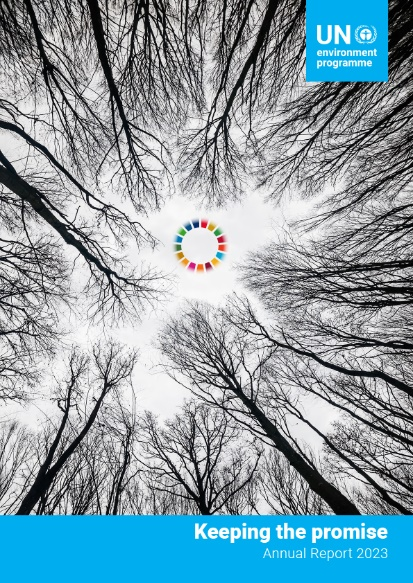 UN
environment
programme
Keeping the promise
Annual Report 2023